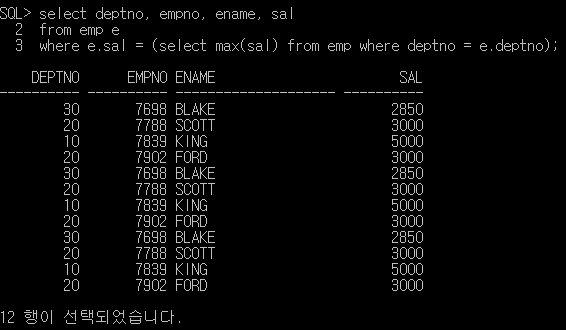 SQL> select deptno, empno, ename, sal
  2  from emp e
  3  where e.sal = (select max(sal) from emp where deptno = e.deptno);

    DEPTNO      EMPNO ENAME                       SAL
---------- ---------- -------------------- ----------
        30       7698 BLAKE                      2850
        20       7788 SCOTT                      3000
        10       7839 KING                       5000
        20       7902 FORD                       3000
        30       7698 BLAKE                      2850
        20       7788 SCOTT                      3000
        10       7839 KING                       5000
        20       7902 FORD                       3000
        30       7698 BLAKE                      2850
        20       7788 SCOTT                      3000
        10       7839 KING                       5000
        20       7902 FORD                       3000

12 행이 선택되었습니다.